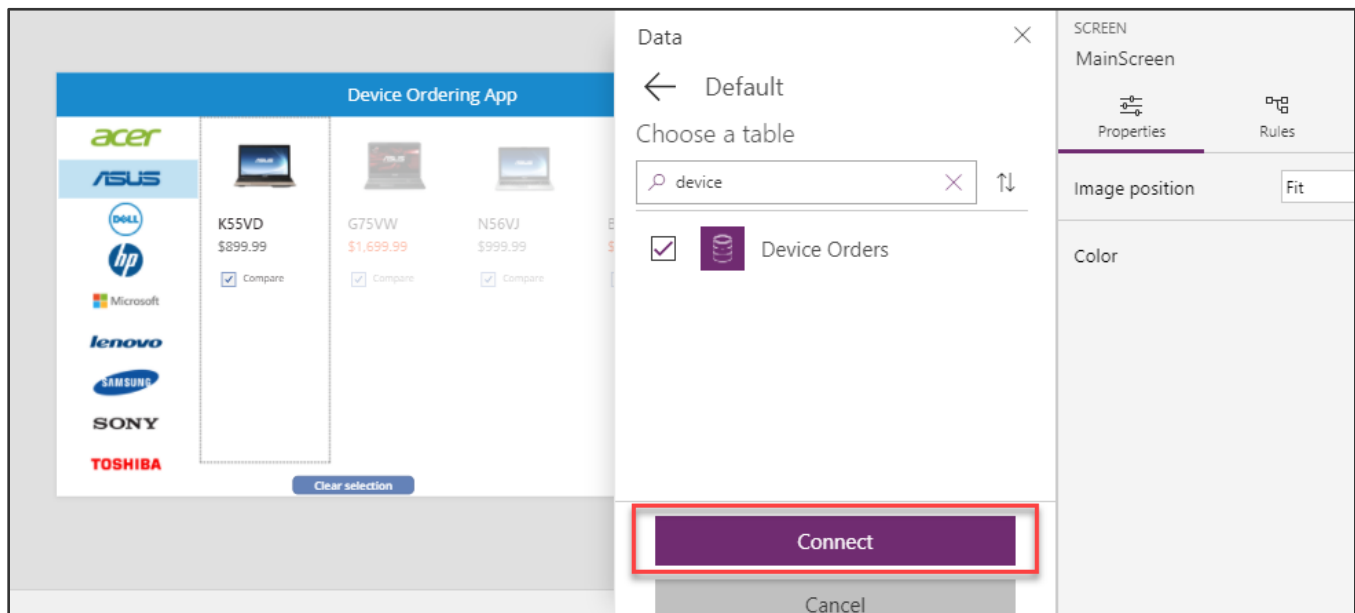 Device Ordering App
acer
ASUS
DELL
hp
Microsoft
lenovo
SAMSUNG
SONY
TOSHIBA
K55VD
$899.99
Compare
G75VW
$1,699.99
Compare
N56VJ
$999.99
Compare
Clear selection
Data
Default
Choose a table
device
Device Orders
Connect
Cancel
SCREEN
MainScreen
Properties
Rules
Image position
Fit
Color